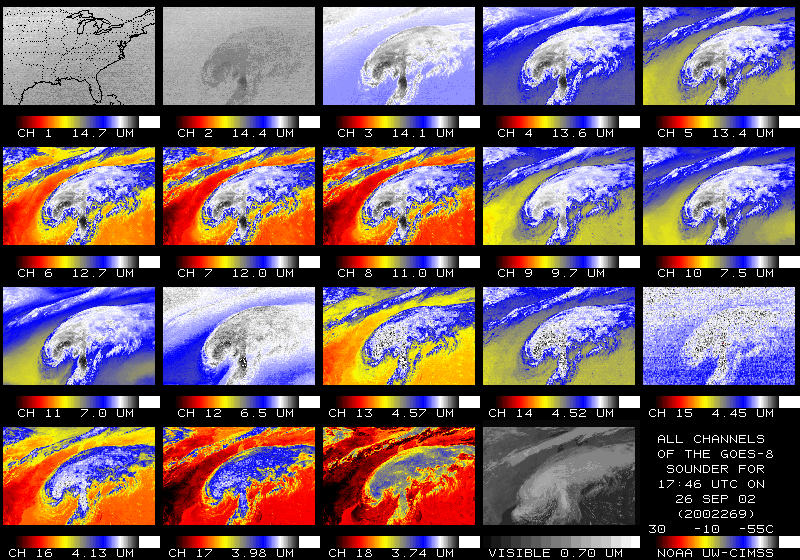 CH 1 14.7 UM
CH 2 14.4 UM
CH 3 14.1 UM
CH 4 13.6 UM
CH 5 13.4 UM
CH 6 12.7 UM
CH 7 12.0 UM
CH 8 11.0 UM
CH 9 9.7 UM
CH 10 7.5 UM
CH 11 7.0 UM
CH 12 6.5 UM
CH 13 4.57 UM
CH 14 4.52 UM
CH 15 4.45 UM
CH 16 4.13 UM
CH 17 3.98 UM
CH 18 3.74 UM
VISIBLE 0.70 UM
ALL CHANNELS
OF THE GOES-8
SOUNDER FOR
17:46 UTC ON
26 SEP 02
(2002269)
30 -10 -55C
NOAA UW-CIMSS